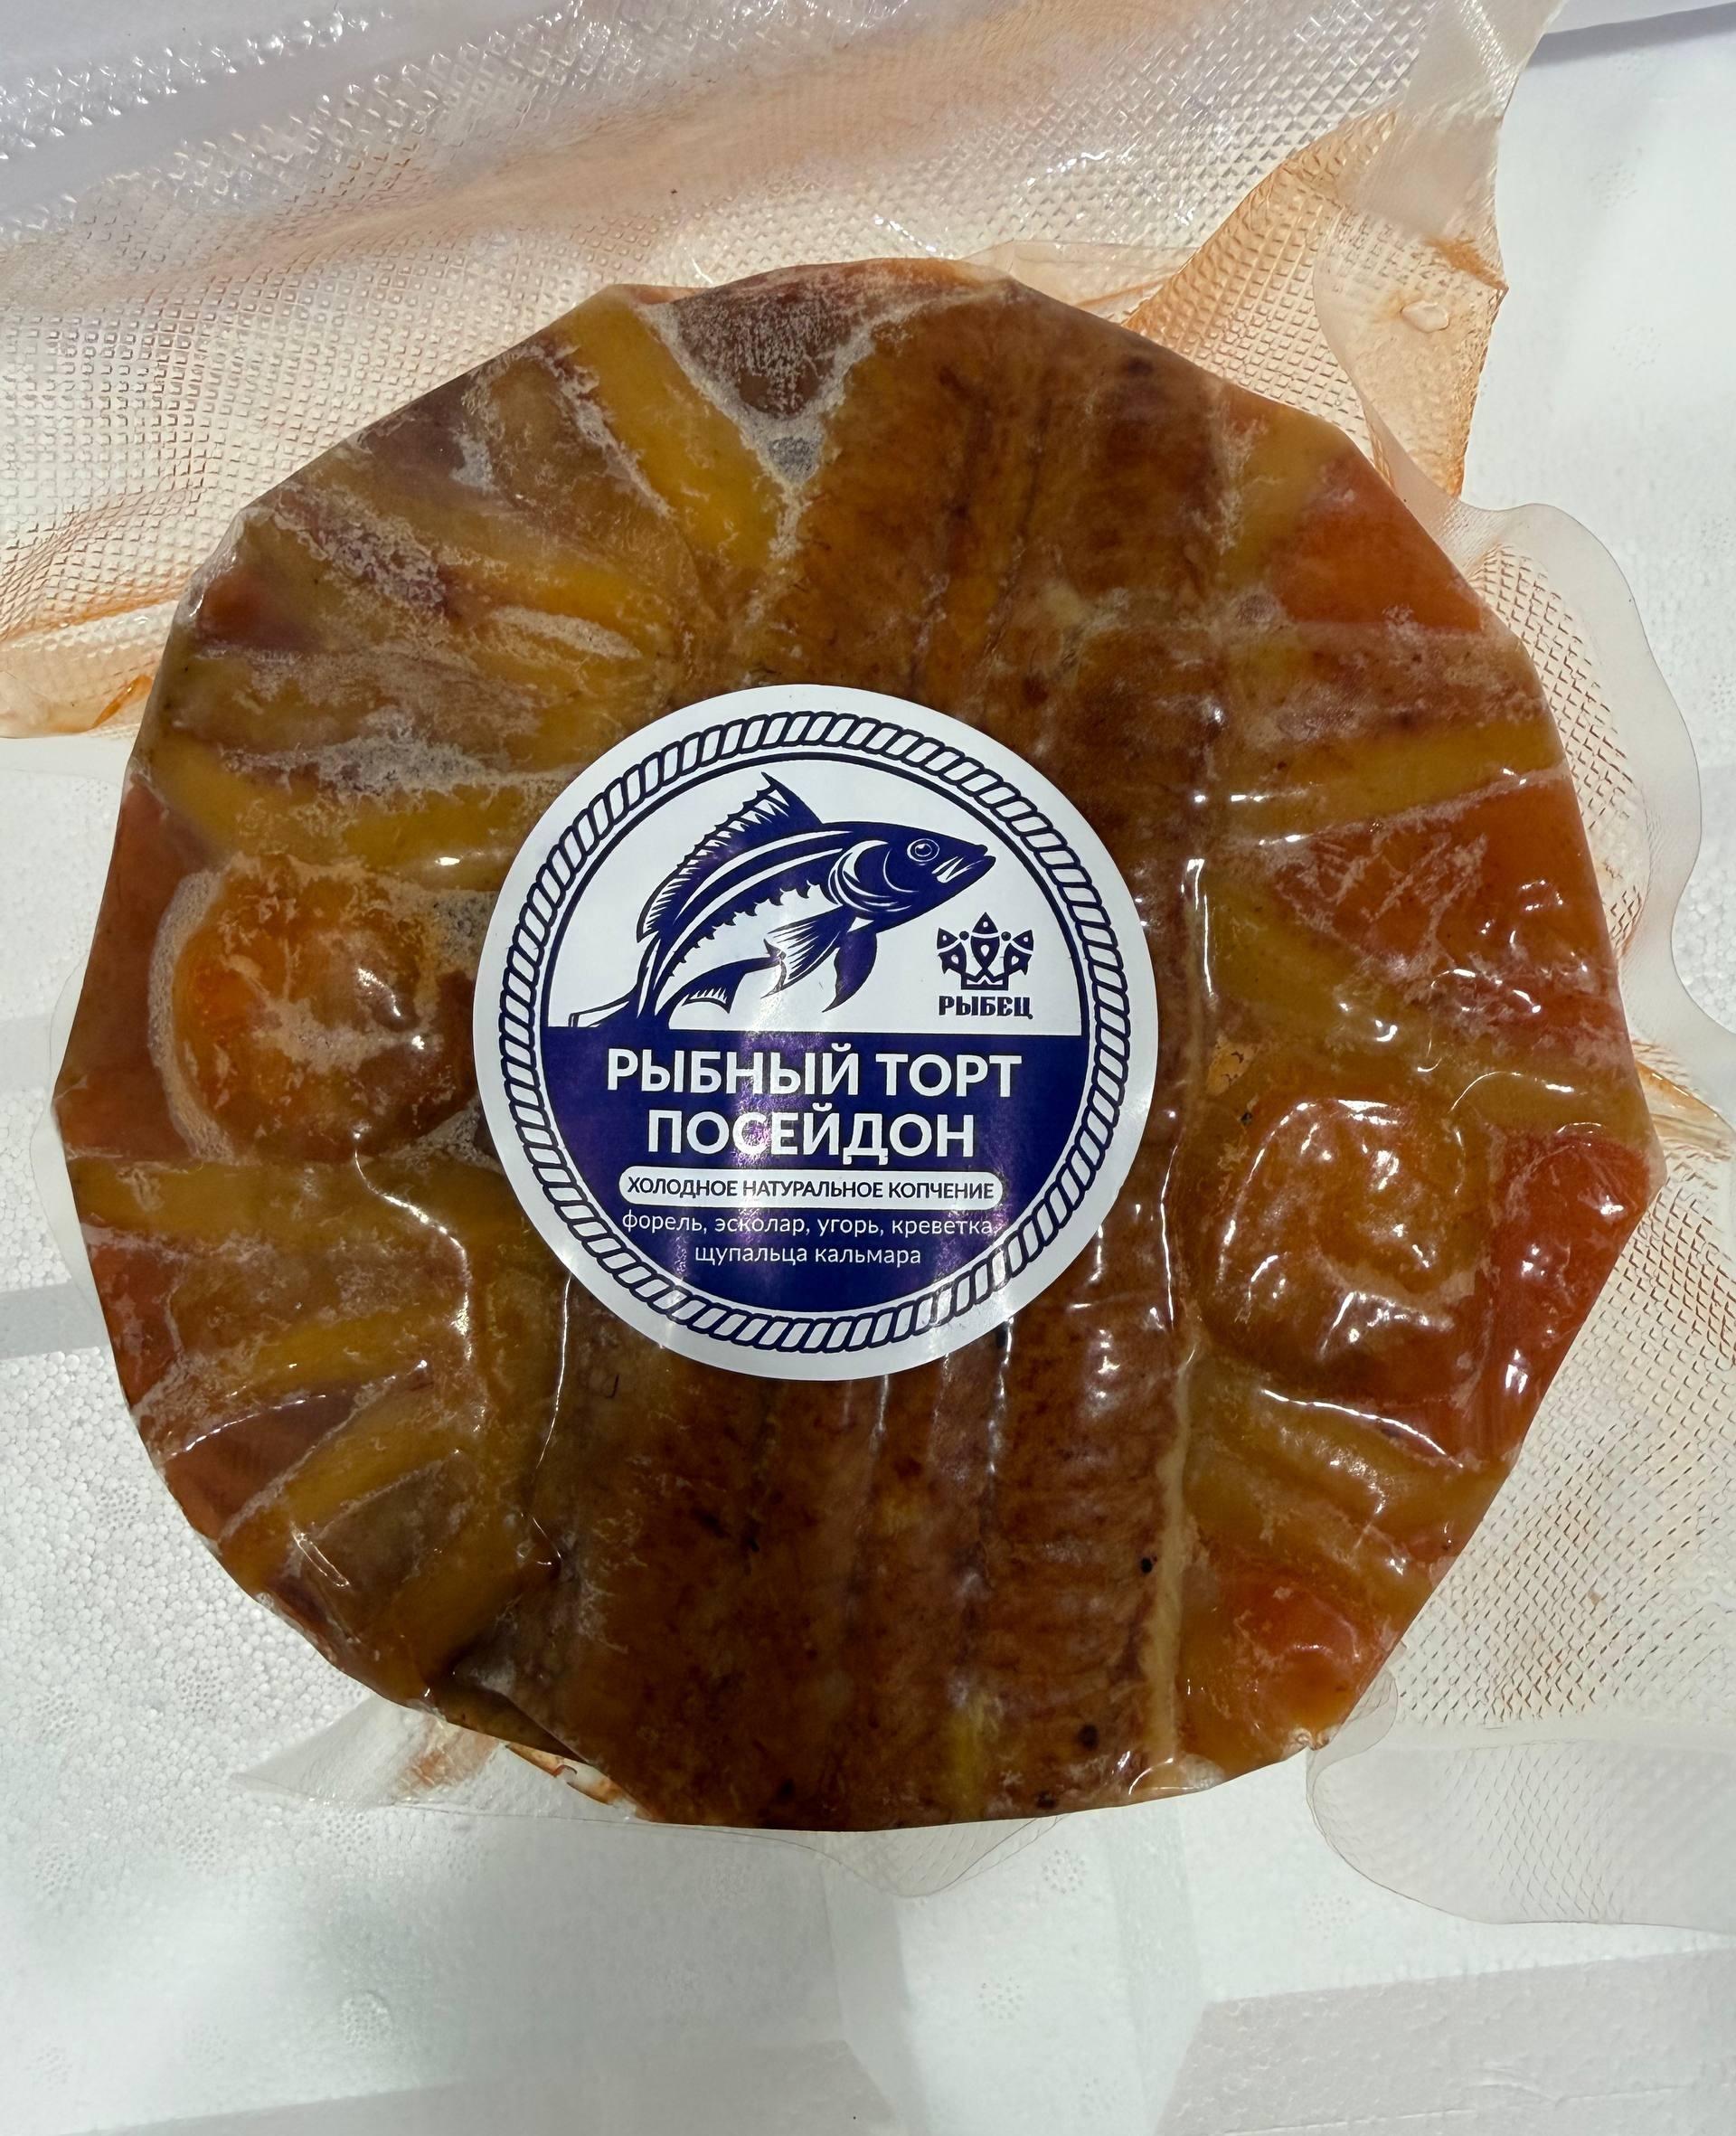 РЫБЕЦ
РЫБНЫЙ ТОРТ
ПОСЕЙДОН
ХОЛОДНОЕ НАТУРАЛЬНОЕ КОПЧЕНИЕ
форель, эсколар, угорь, креветка,
щупальца кальмара